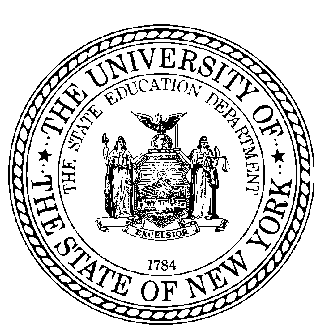 THE UNIVERSITY OF
THE STATE OF NEW YORK
THE STATE EDUCATION DEPARTMENT
EXCELSIOR
1784